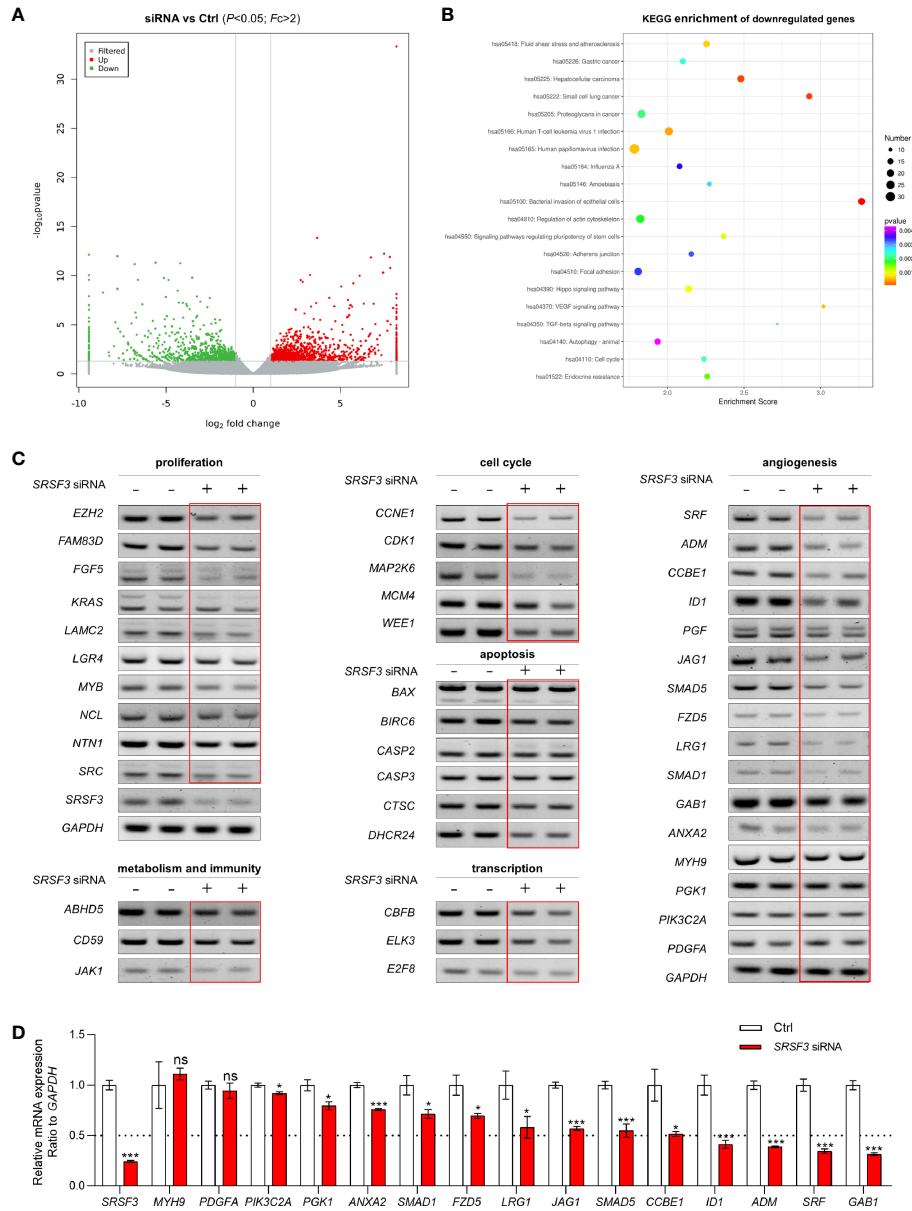 A
siRNA vs Ctrl (P<0.05; Fc>2)
Filtered
Up
Down
-log10pvalue
30
25
20
15
10
5
0
-10
-5
0
5
log2 fold change
B
KEGG enrichment of downregulated genes
hsa05418: Fluid shear stress and atherosclerosis
hsa05226: Gastric cancer
hsa05225: Hepatocellular carcinoma
hsa05222: Small cell lung cancer
hsa05205: Proteoglycans in cancer
hsa05166: Human T-cell leukemia virus 1 infection
hsa05165: Human papillomavirus infection
hsa05164: Influenza A
hsa05146: Amoebiasis
hsa05100: Bacterial invasion of epithelial cells
hsa04810: Regulation of actin cytoskeleton
hsa04550: Signaling pathways regulating pluripotency of stem cells
hsa04520: Adherens junction
hsa04510: Focal adhesion
hsa04390: Hippo signaling pathway
hsa04370: VEGF signaling pathway
hsa04350: TGF-beta signaling pathway
hsa04140: Autophagy - animal
hsa04110: Cell cycle
hsa01522: Endocrine resistance
2.0
2.5
3.0
Enrichment Score
Number
10
15
20
25
30
pvalue
0.004
0.003
0.002
0.001
C
proliferation
SRSF3 siRNA
- - + +
EZH2
FAM83D
FGF5
KRAS
LAMC2
LGR4
MYB
NCL
NTN1
SRC
SRSF3
GAPDH
metabolism and immunity
SRSF3 siRNA
- - + +
ABHD5
CD59
JAK1
cell cycle
SRSF3 siRNA
- - + +
CCNE1
CDK1
MAP2K6
MCM4
WEE1
apoptosis
SRSF3 siRNA
- - + +
BAX
BIRC6
CASP2
CASP3
CTSC
DHCR24
transcription
SRSF3 siRNA
- - + +
CBFB
ELK3
E2F8
angiogenesis
SRSF3 siRNA
- - + +
SRF
ADM
CCBE1
ID1
PGF
JAG1
SMAD5
FZD5
LRG1
SMAD1
GAB1
ANXA2
MYH9
PGK1
PIK3C2A
PDGFA
GAPDH
D
Relative mRNA expression
Ratio to GAPDH
1.5
1.0
0.5
0.0
Ctrl
SRSF3 siRNA
*** ns ns * * *** * * * *** *** * *** *** *** ***
SRSF3 MYH9 PDGFA PIK3C2A PGK1 ANXA2 SMAD1 FZD5 LRG1 JAG1 SMAD5 CCBE1 ID1 ADM SRF GAB1